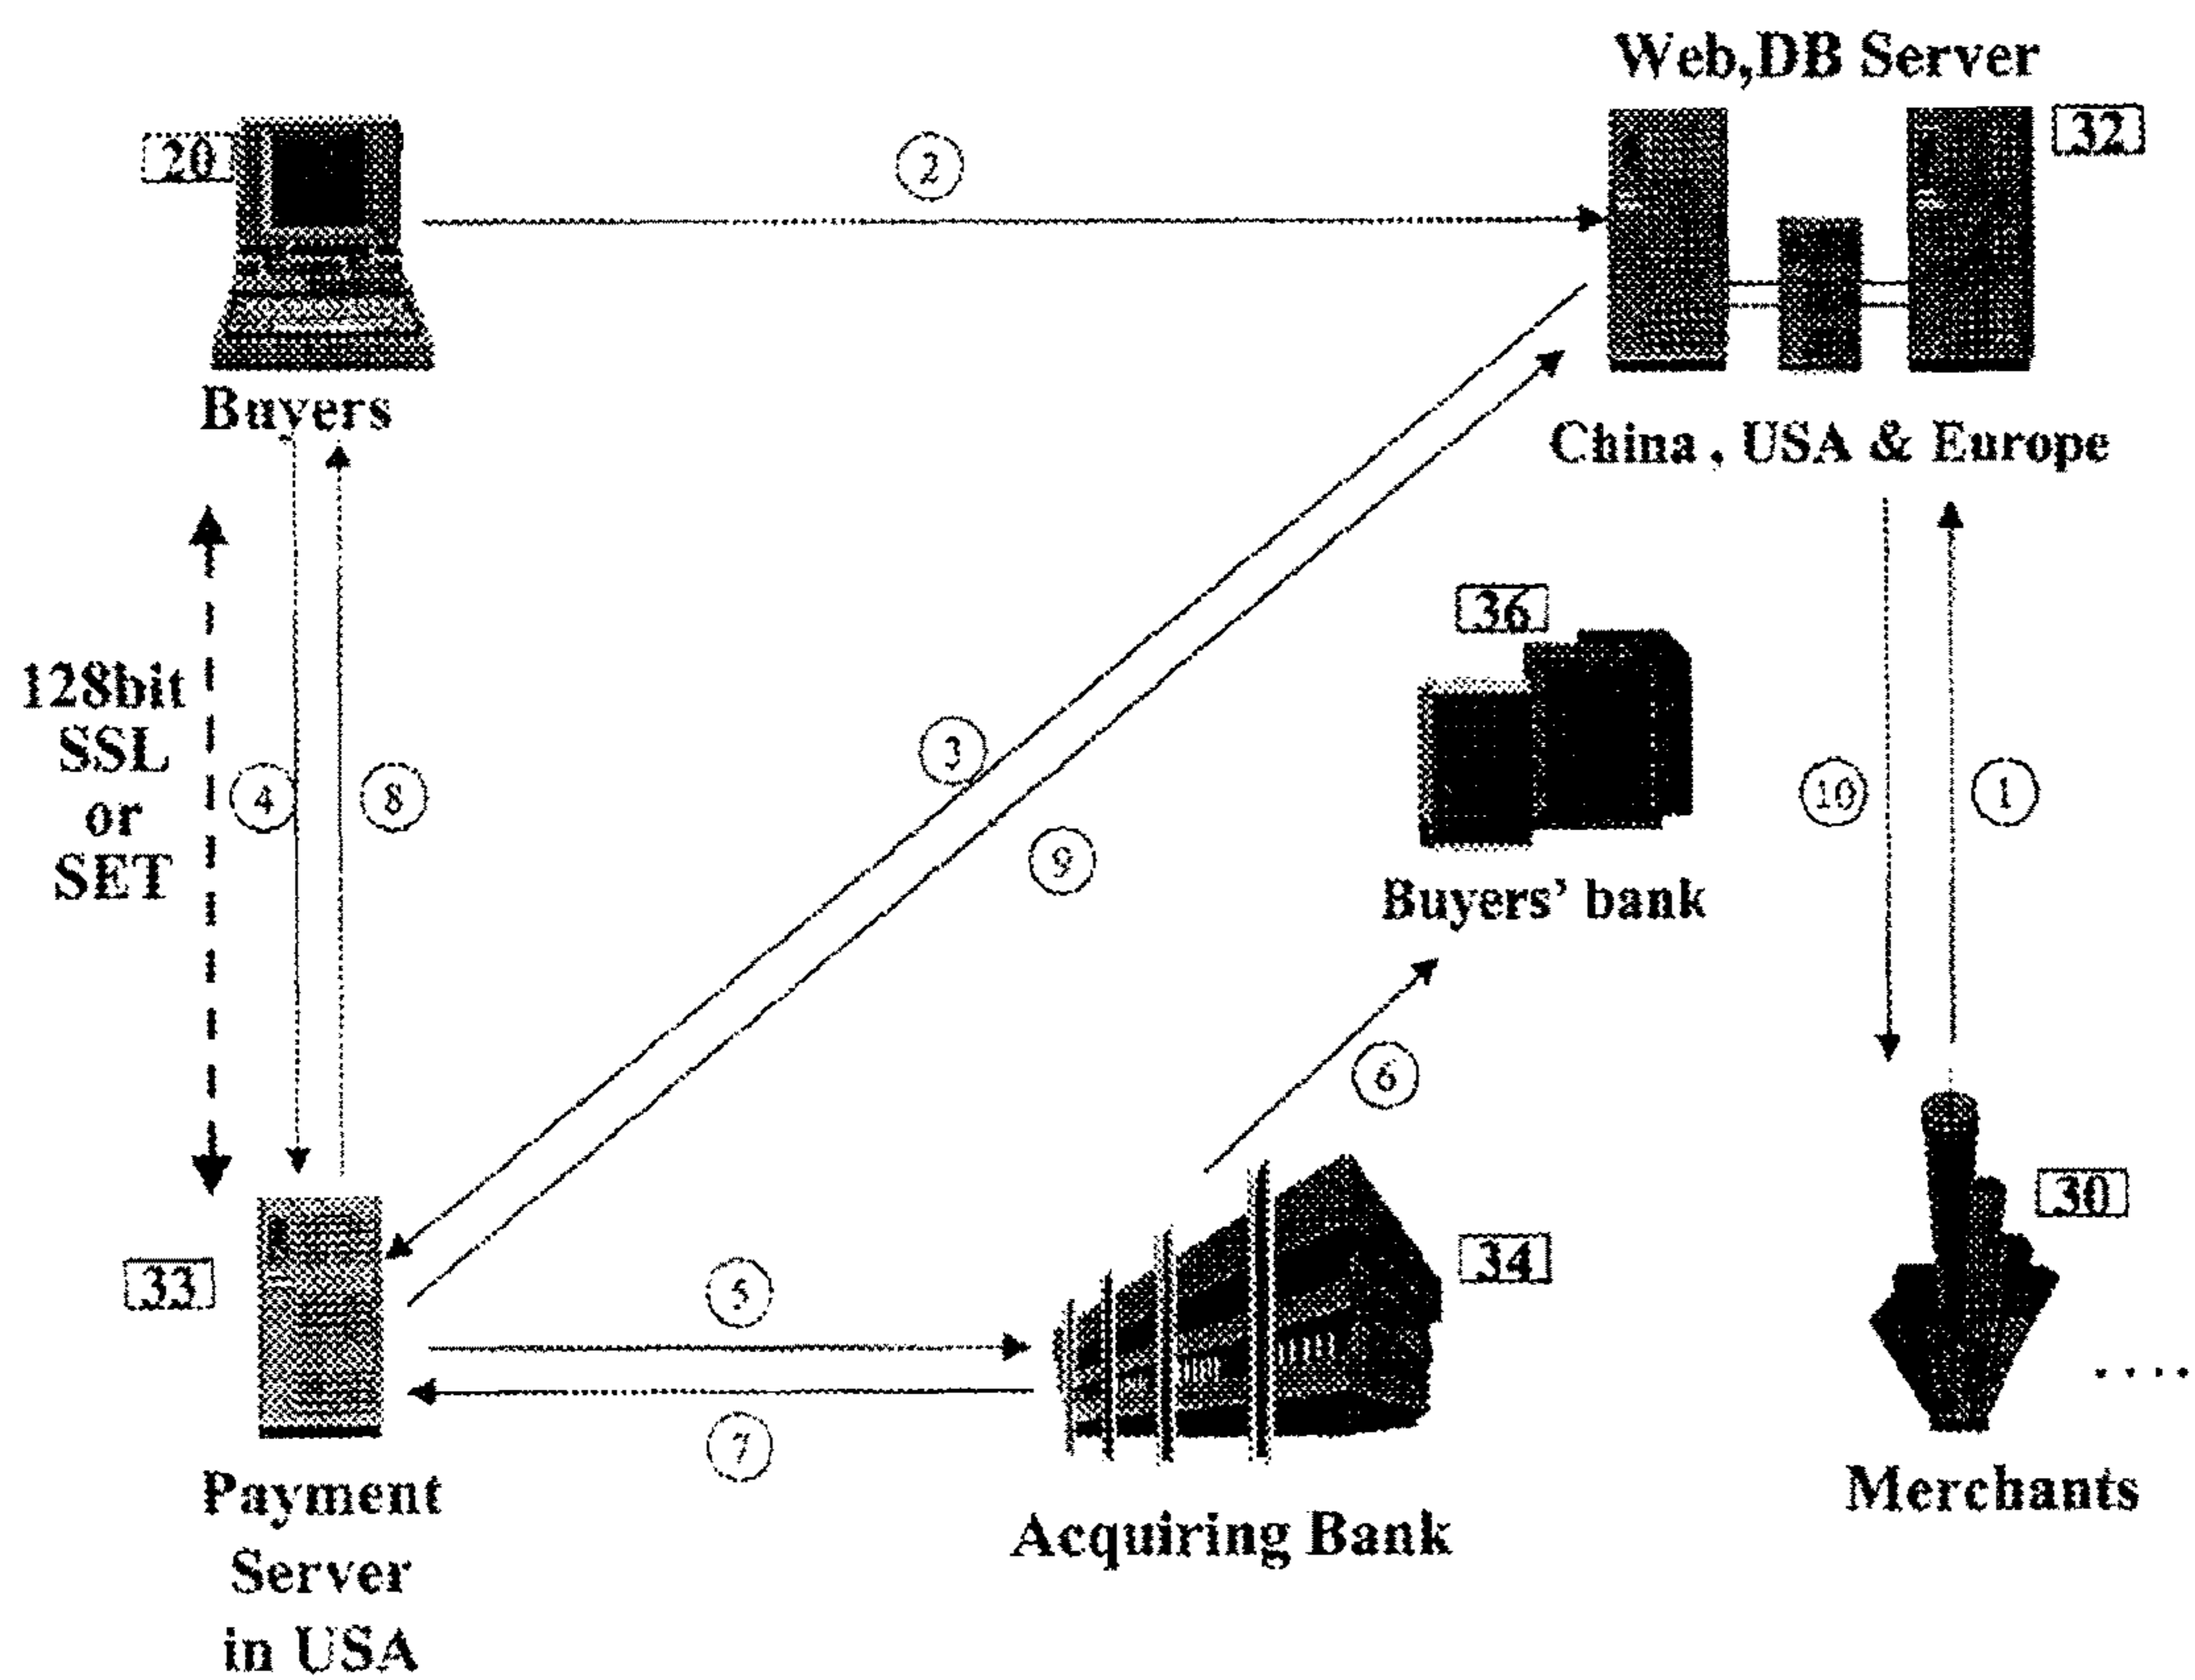 Web,DB Server
20
2
32
Buyers
China , USA & Europe
36
128bit
SSL
or
SET
4
8
3
9
10
1
Buyers' bank
6
30
33
5
34
7
....
Payment
Server
in USA
Acquiring Bank
Merchants